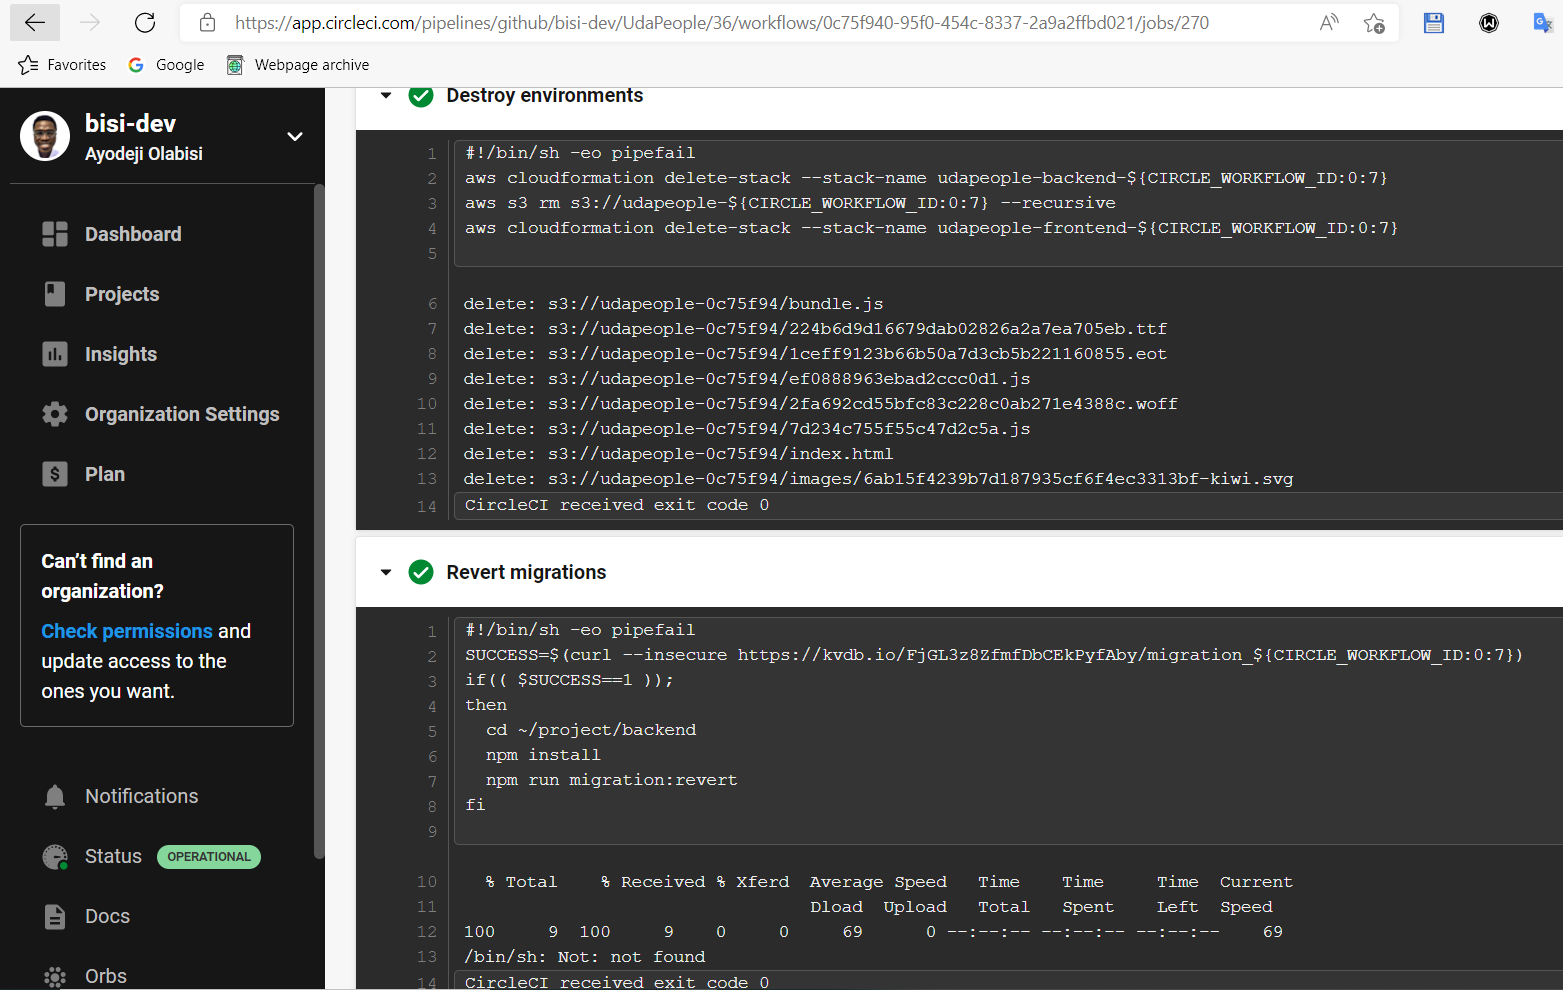 https://app.circleci.com/pipelines/github/bisi-dev/UdaPeople/36/workflows/0c75f940-95f0-454c-8337-2a9a2ffbd021/jobs/270
Favorites
Google
Webpage archive
bisi-dev
Ayodeji Olabisi
Dashboard
Projects
Insights
Organization Settings
Plan
Can't find an
organization?
Check permissions and
update access to the
ones you want.
Notifications
Status OPERATIONAL
Docs
Orbs
Destroy environments
1 #!/bin/sh -eo pipefail
2 aws cloudformation delete-stack --stack-name udapeople-backend-${CIRCLE_WORKFLOW_ID:0:7}
3 aws s3 rm s3://udapeople-${CIRCLE_WORKFLOW_ID:0:7} --recursive
4 aws cloudformation delete-stack --stack-name udapeople-frontend-${CIRCLE_WORKFLOW_ID:0:7}
5
6 delete: s3://udapeople-0c75f94/bundle.js
7 delete: s3://udapeople-0c75f94/224b6d9d16679dab02826a2a7ea705eb.ttf
8 delete: s3://udapeople-0c75f94/1ceff9123b66b50a7d3cb5b221160855.eot
9 delete: s3://udapeople-0c75f94/ef0888963ebad2ccc0d1.js
10 delete: s3://udapeople-0c75f94/2fa692cd55bfc83c228c0ab271e4388c.woff
11 delete: s3://udapeople-0c75f94/7d234c755f55c47d2c5a.js
12 delete: s3://udapeople-0c75f94/index.html
13 delete: s3://udapeople-0c75f94/images/6ab15f4239b7d187935cf6f4ec3313bf-kiwi.svg
14 CircleCI received exit code 0
Revert migrations
1 #!/bin/sh -eo pipefail
2 SUCCESS=$(curl --insecure https://kvdb.io/FjGL3z8ZfmfDbCEkPyfAby/migration_${CIRCLE_WORKFLOW_ID:0:7})
3 if(( $SUCCESS==1 ));
4 then
5 cd ~/project/backend
6 npm install
7 npm run migration:revert
8 fi
9
10 % Total % Received % Xferd Average Speed Time Time Time Current
11 Dload Upload Total Spent Left Speed
12 100 9 100 9 0 0 69 0 --:--:-- --:--:-- --:--:-- 69
13 /bin/sh: Not: not found
14 CircleCI received exit code 0